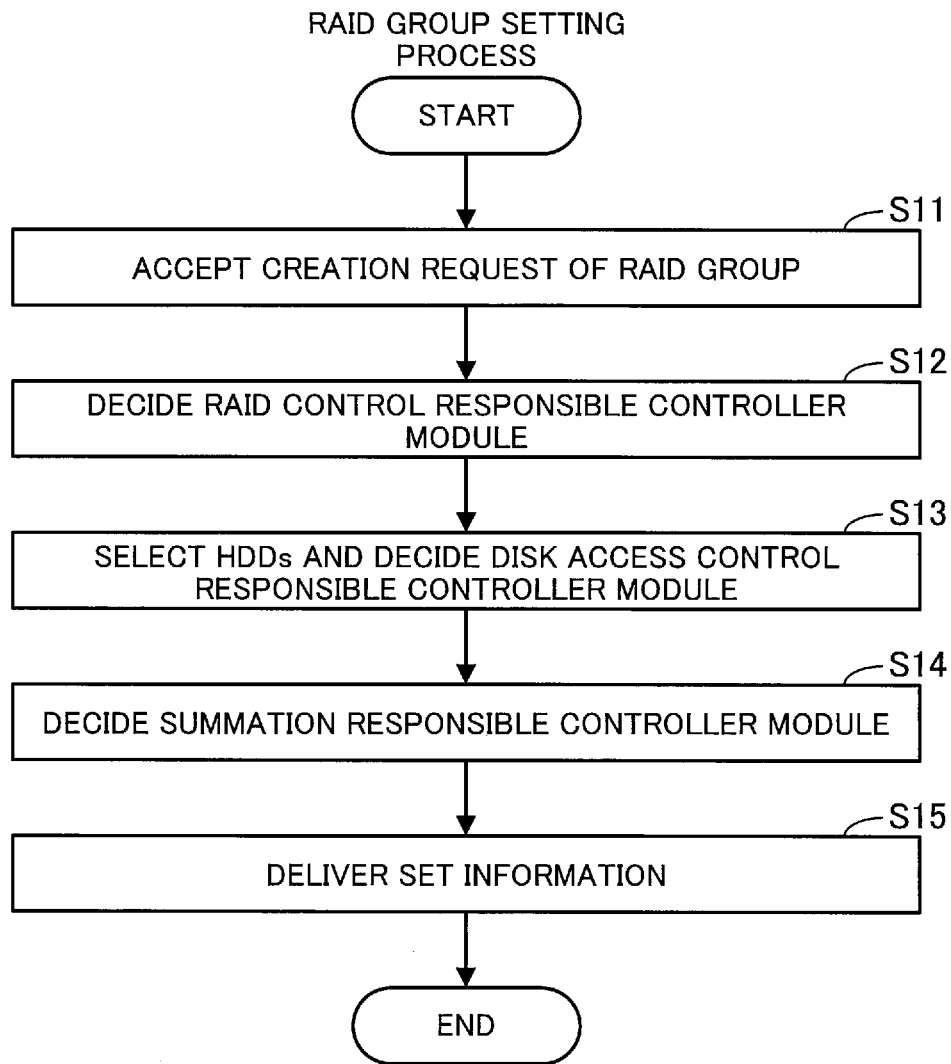 RAID GROUP SETTING
PROCESS
START
S11
ACCEPT CREATION REQUEST OF RAID GROUP
S12
DECIDE RAID CONTROL RESPONSIBLE CONTROLLER
MODULE
S13
SELECT HDDs AND DECIDE DISK ACCESS CONTROL
RESPONSIBLE CONTROLLER MODULE
S14
DECIDE SUMMATION RESPONSIBLE CONTROLLER MODULE
S15
DELIVER SET INFORMATION
END